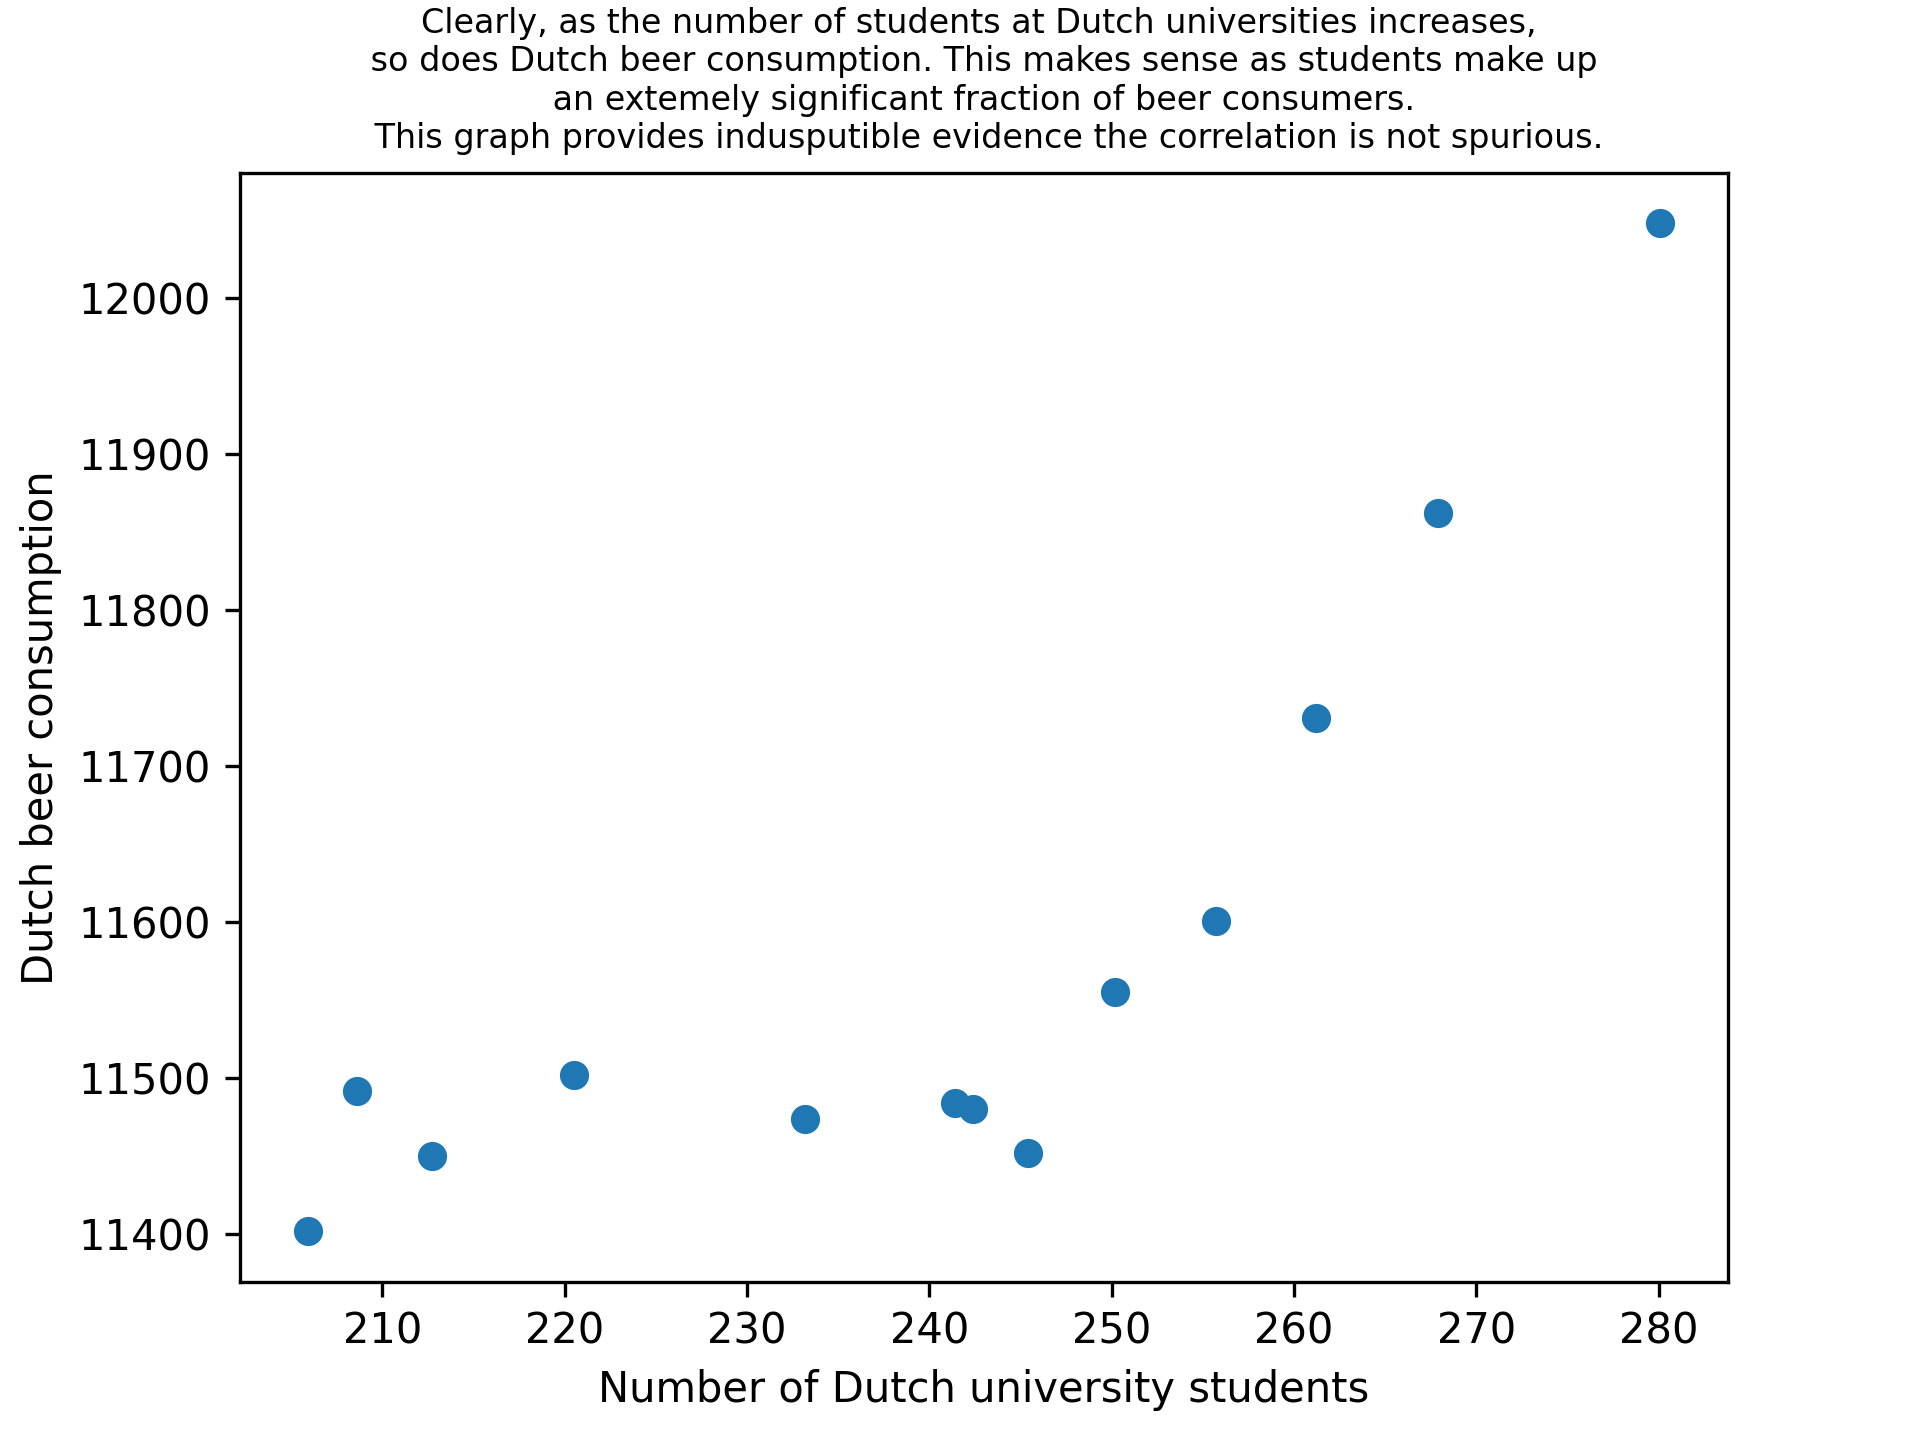 Clearly, as the number of students at Dutch universities increases,
so does Dutch beer consumption. This makes sense as students make up
an extemely significant fraction of beer consumers.
This graph provides indusputible evidence the correlation is not spurious.
12000
11900
11800
11700
11600
11500
11400
Dutch beer consumption
210 220 230 240 250 260 270 280
Number of Dutch university students